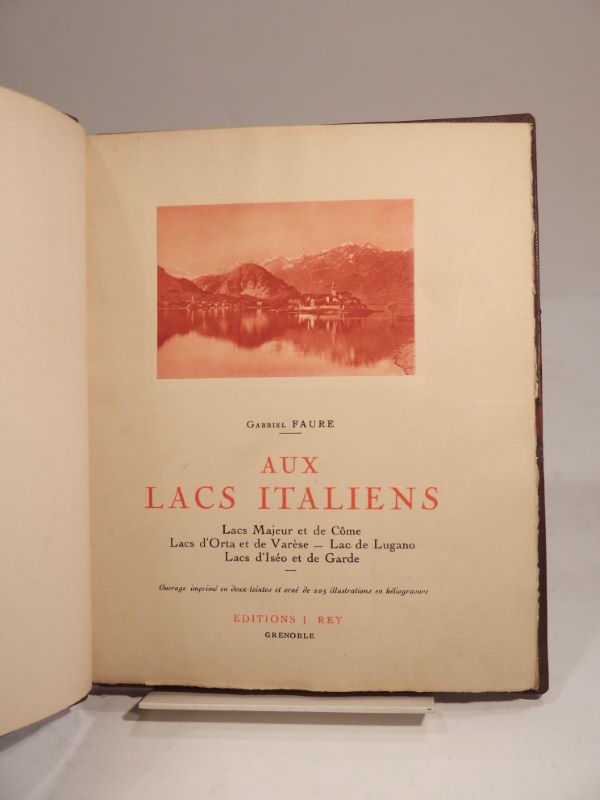 GABRIEL FAURE
AUX
LACS ITALIENS
Lacs Majeur et de Côme
Lacs d'Orta et de Varèse — Lac de Lugano
Lacs d'Iséo et de Garde
Ouvrage imprimé en deux teintes et orné de 205 illustrations en héliogravure
EDITIONS J. REY
GRENOBLE